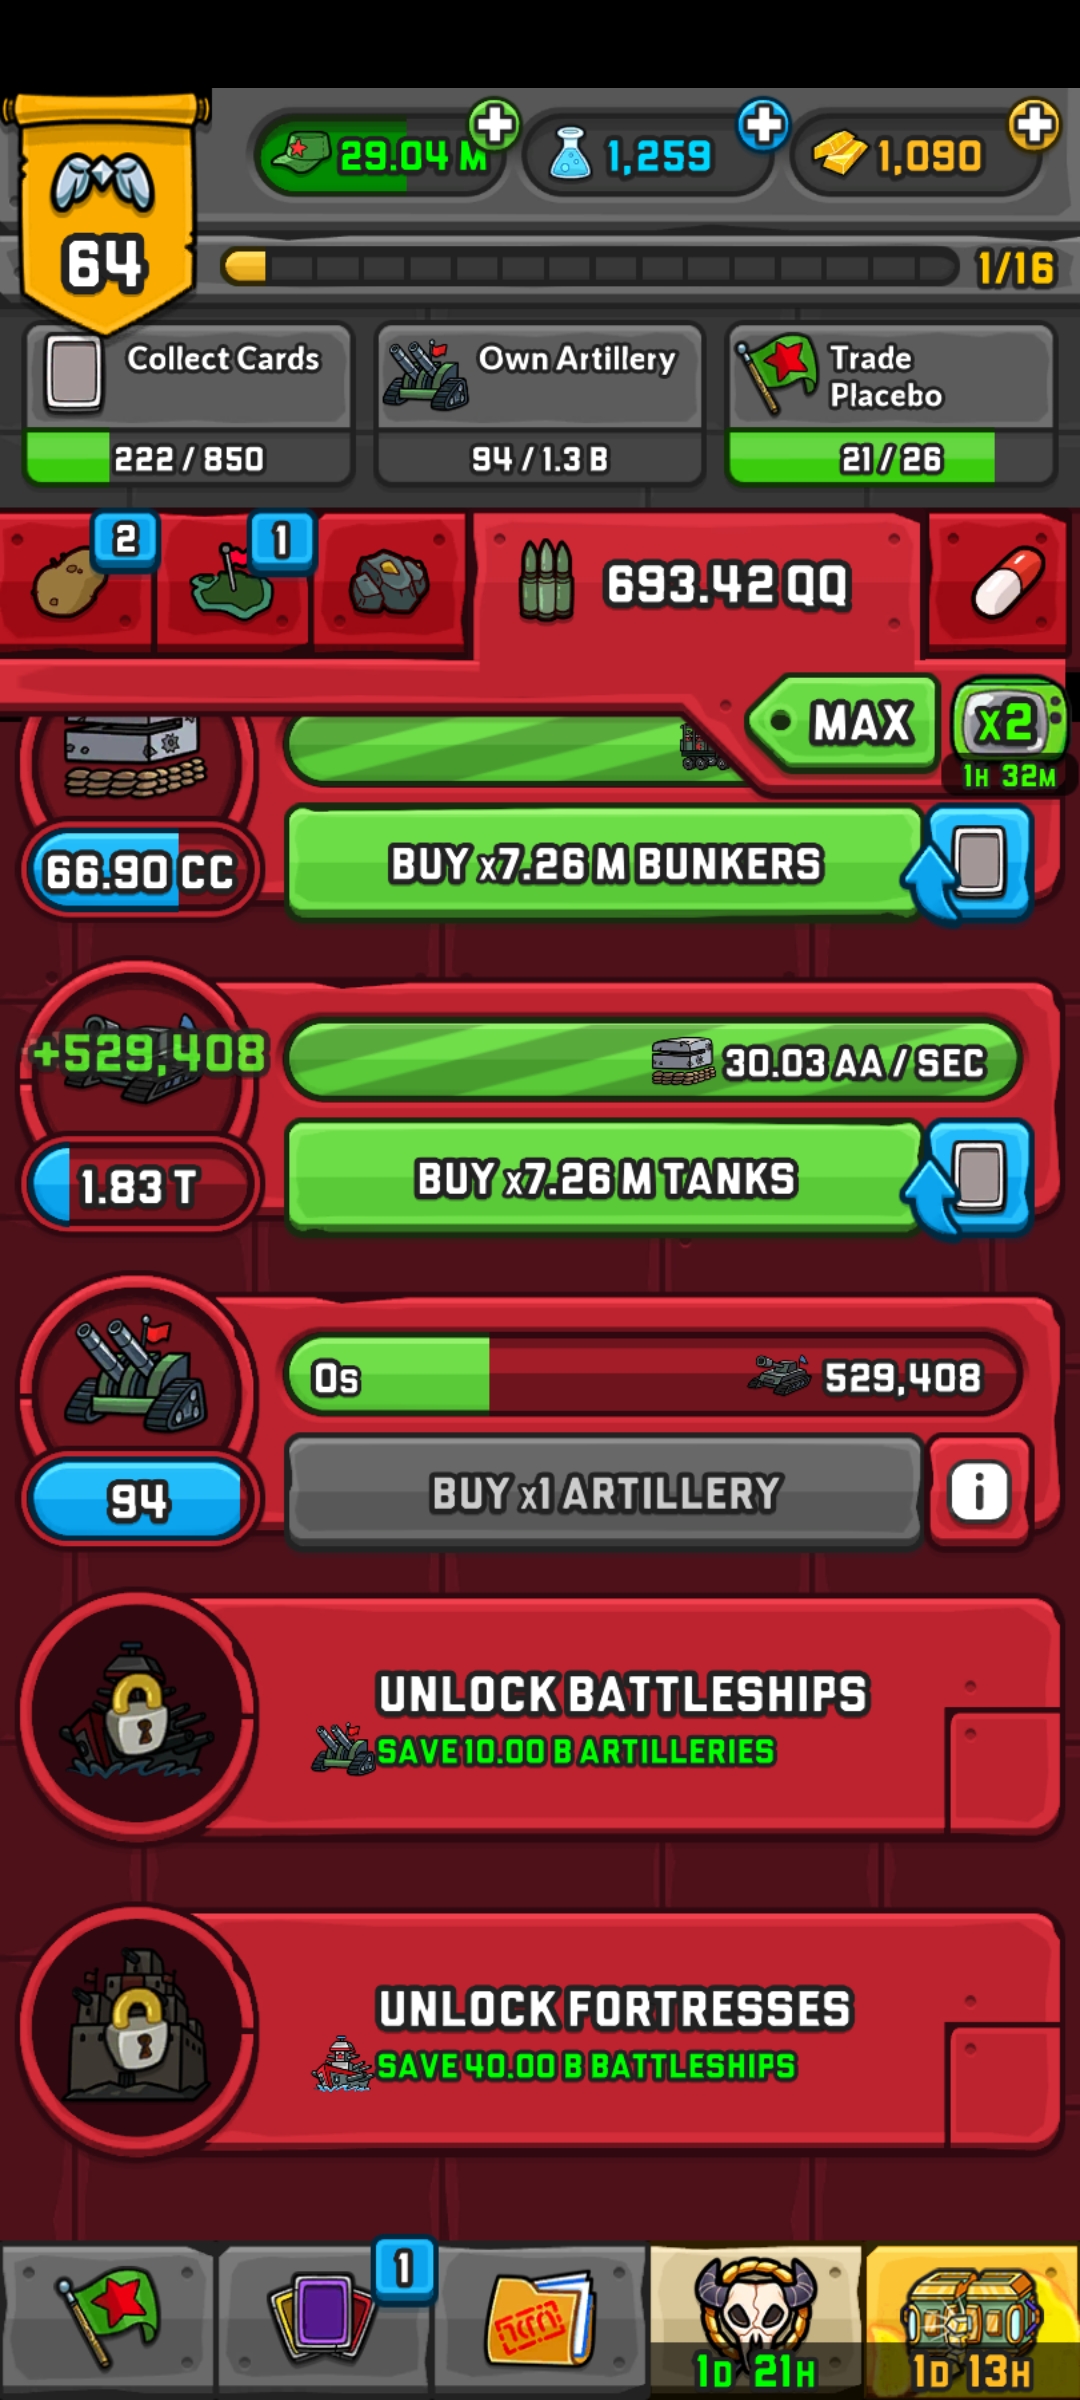 29.04 M
1,259
1,090
64
1/16
Collect Cards
222 / 850
Own Artillery
94 / 1.3 B
Trade
Placebo
21 / 26
2
1
693.42 QQ
MAX
x2
1H 32M
66.90 CC
BUY x7.26 M BUNKERS
+529,408
30.03 AA / SEC
1.83 T
BUY x7.26 M TANKS
0s
529,408
94
BUY x1 ARTILLERY
i
UNLOCK BATTLESHIPS
SAVE 10.00 B ARTILLERIES
UNLOCK FORTRESSES
SAVE 40.00 B BATTLESHIPS
1
1D 21H
1D 13H